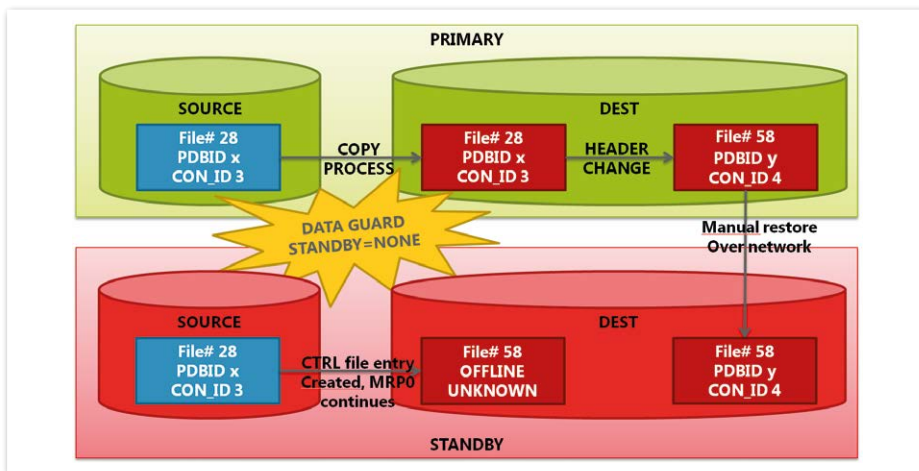 PRIMARY
SOURCE
DEST
File# 28
PDBID x
CON_ID 3
COPY
PROCESS
File# 28
PDBID x
CON_ID 3
HEADER
CHANGE
File# 58
PDBID y
CON_ID 4
DATA GUARD
STANDBY=NONE
Manual restore
Over network
SOURCE
DEST
File# 28
PDBID x
CON_ID 3
CTRL file entry
Created, MRP0
continues
File# 58
OFFLINE
UNKNOWN
File# 58
PDBID y
CON_ID 4
STANDBY